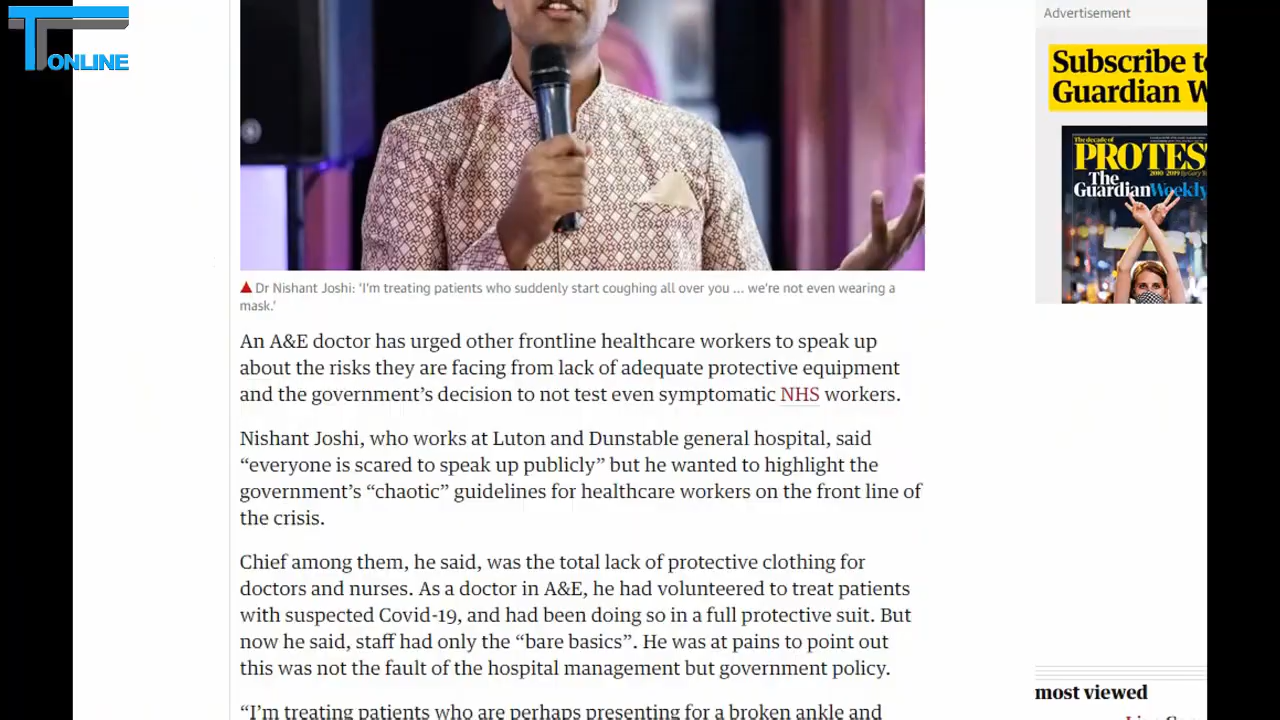 ONLINE
Advertisement
Subscribe to
Guardian W
The decade of
PROTES
2010
The
Guardian Weekly
Dr Nishant Joshi: ‘I’m treating patients who suddenly start coughing all over you ... we’re not even wearing a
mask.’
An A&E doctor has urged other frontline healthcare workers to speak up
about the risks they are facing from lack of adequate protective equipment
and the government’s decision to not test even symptomatic NHS workers.
Nishant Joshi, who works at Luton and Dunstable general hospital, said
“everyone is scared to speak up publicly” but he wanted to highlight the
government’s “chaotic” guidelines for healthcare workers on the front line of
the crisis.
Chief among them, he said, was the total lack of protective clothing for
doctors and nurses. As a doctor in A&E, he had volunteered to treat patients
with suspected Covid-19, and had been doing so in a full protective suit. But
now he said, staff had only the “bare basics”. He was at pains to point out
this was not the fault of the hospital management but government policy.
“I’m treating patients who are perhaps presenting for a broken ankle and
most viewed